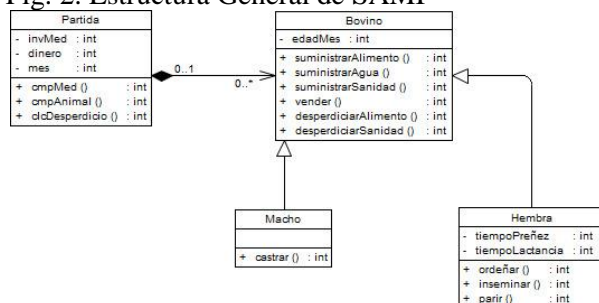 Fig. 2. Estructura General de SAMI
Partida
- invMed : int
- dinero : int
- mes : int
+ cmpMed () : int
+ cmpAnimal () : int
+ clcDesperdicio () : int
0..1
0..*
Bovino
- edadMes : int
+ suministrarAlimento () : int
+ suministrarAgua () : int
+ suministrarSanidad () : int
+ vender () : int
+ desperdiciarAlimento () : int
+ desperdiciarSanidad () : int
Macho
+ castrar () : int
Hembra
- tiempoPreñez : int
- tiempoLactancia : int
+ ordeñar () : int
+ inseminar () : int
+ parir () : int